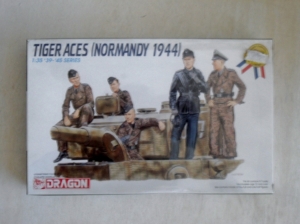 TIGER ACES (NORMANDY 1944)
1:35 '39-'45 SERIES
DRAGON